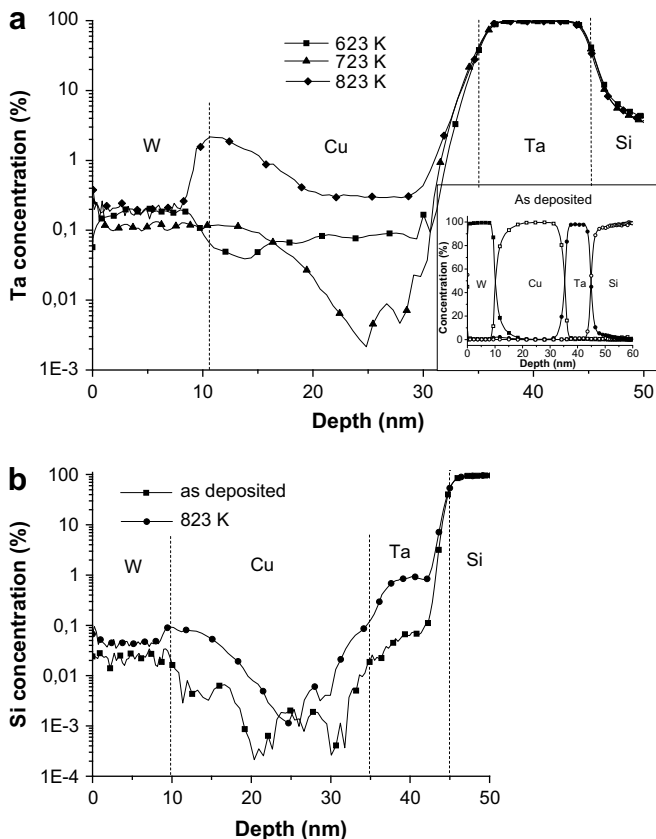 a
Ta concentration (%)
100
10
1
0,1
0,01
1E-3
623 K
723 K
823 K
W
Cu
Ta
Si
As deposited
Concentration (%)
100
80
60
40
20
0
W
Cu
Ta
Si
0 10 20 30 40 50 60
Depth (nm)
0 10 20 30 40 50
Depth (nm)
b
Si concentration (%)
100
10
1
0,1
0,01
1E-3
1E-4
as deposited
823 K
W
Cu
Ta
Si
0 10 20 30 40 50
Depth (nm)